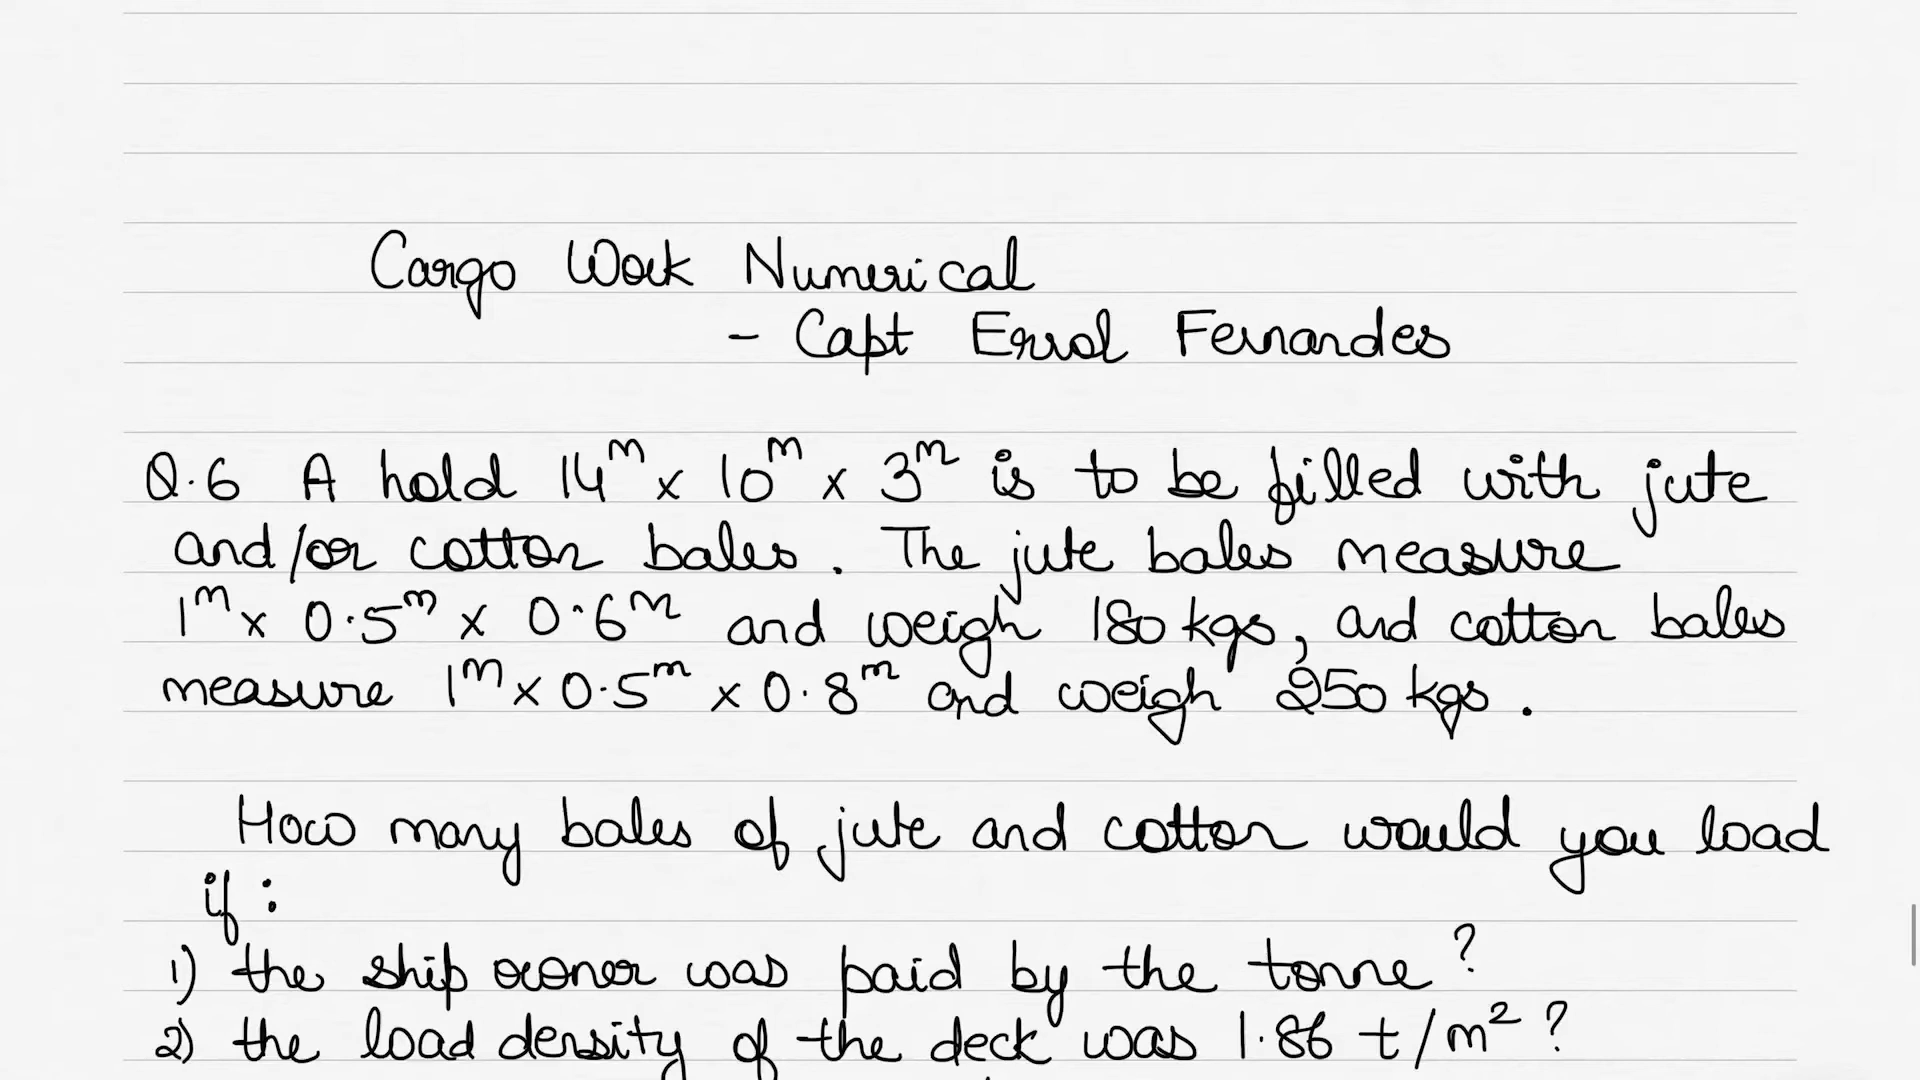 Cargo Work Numerical
- Capt Errol Fernandes
Q.6 A hold 14m x 10m x 3m is to be filled with jute
and/or cotton bales. The jute bales measure
1m x 0.5m x 0.6m and weigh 180 kgs, and cotton bales
measure 1m x 0.5m x 0.8m and weigh 250 kgs.
How many bales of jute and cotton would you load
if :
1) the ship owner was paid by the tonne?
2) the load density of the deck was 1.86 t/m²?